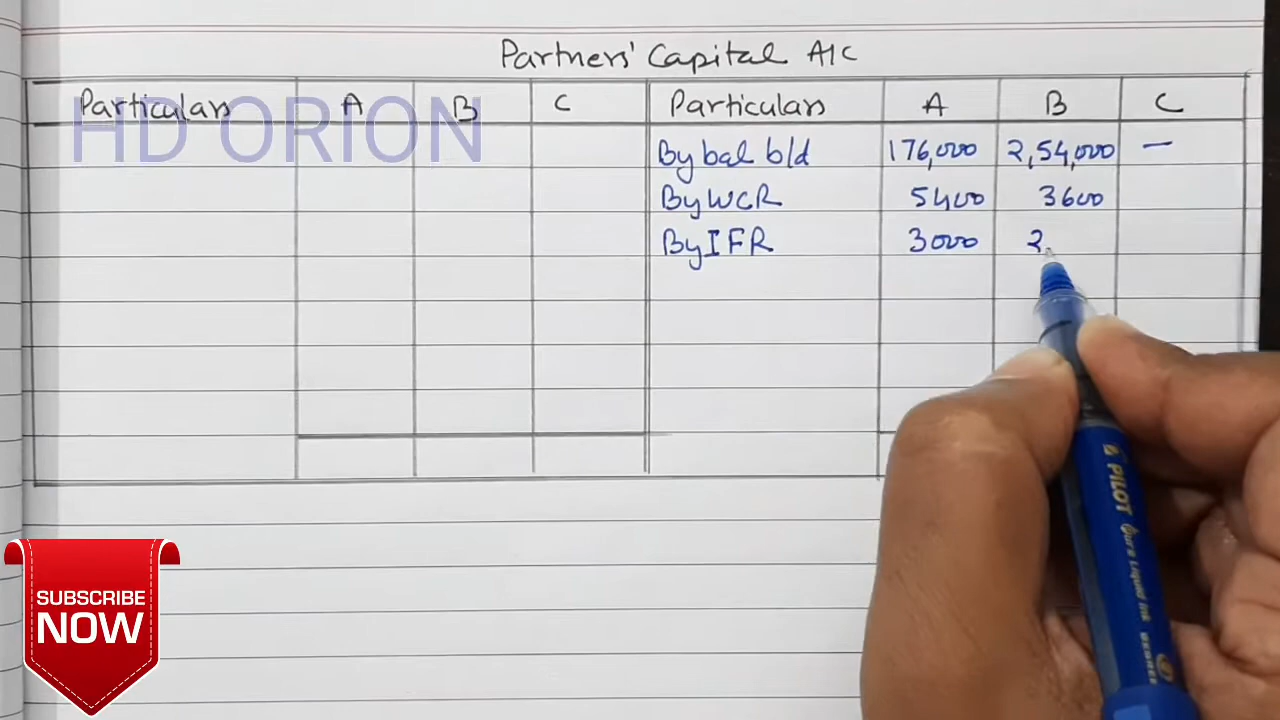 Partners' Capital A/C
Particulars A B C Particulars A B C
HD ORION
By bal b/d 176,000 2,54,000 —
By WCR 5400 3600
By IFR 3000 2
SUBSCRIBE
NOW
PILOT